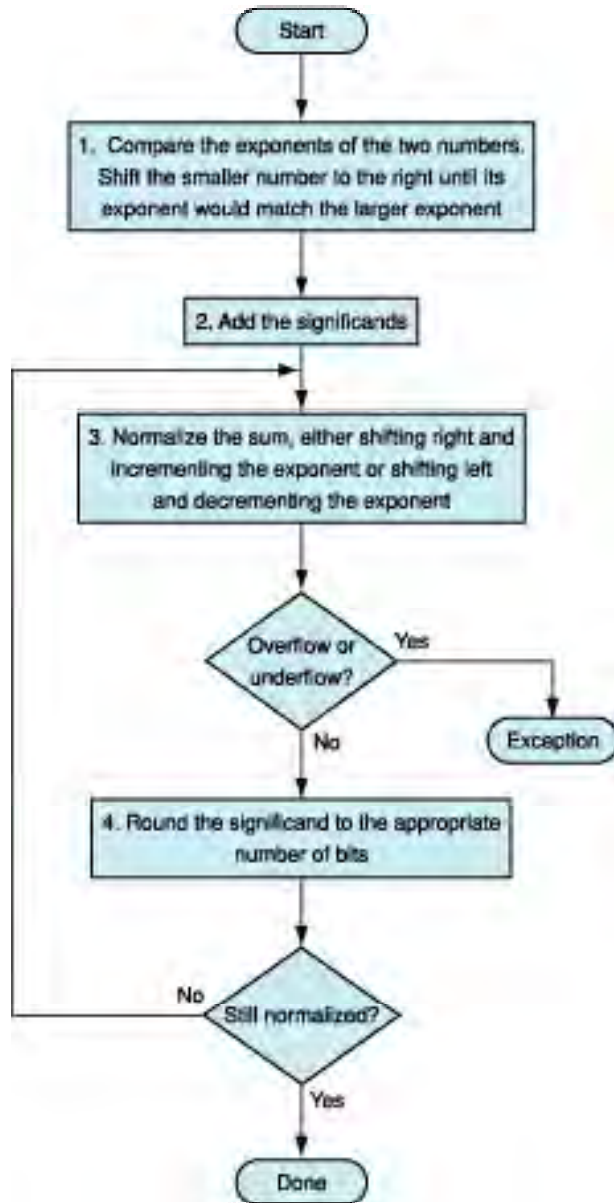 Start
1. Compare the exponents of the two numbers.
Shift the smaller number to the right until its
exponent would match the larger exponent
2. Add the significands
3. Normalize the sum, either shifting right and
incrementing the exponent or shifting left
and decrementing the exponent
Overflow or
underflow?
Yes
No
Exception
4. Round the significand to the appropriate
number of bits
No
Still normalized?
Yes
Done